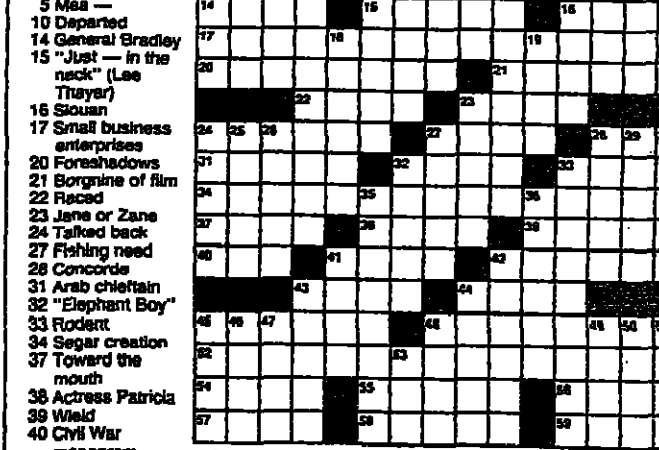 5 Mea —
10 Departed
14 General Bradley
15 "Just — in the
neck" (Lee
Thayer)
16 Siouan
17 Small business
enterprises
20 Foreshadows
21 Borgnine of film
22 Raced
23 Jane or Zane
24 Talked back
27 Fishing need
28 Concorde
31 Arab chieftain
32 "Elephant Boy"
33 Rodent
34 Segar creation
37 Toward the
mouth
38 Actress Patricia
39 Wield
40 Civil War
14 15 16
17 18 19
20 21
22 23
24 25 26 27 28 29
31 32 33
34 35 36
37 38 39
40 41 42
43 44
45 46 47 48 49 50
52 53
54 55 56
57 58 59